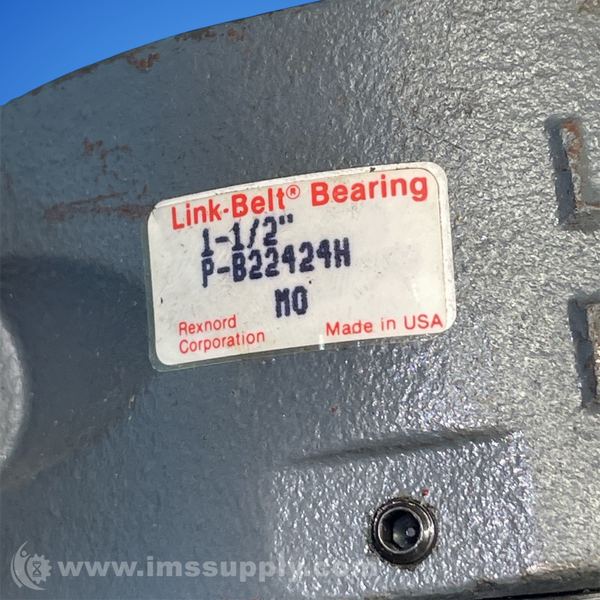 Link-Belt® Bearing
1-1/2"
P-B22424H
MO
Rexnord
Corporation
Made in USA
www.imssupply.com